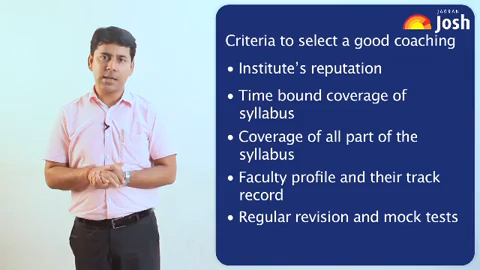 JAGRAN
Josh
Criteria to select a good coaching
• Institute's reputation
• Time bound coverage of
syllabus
• Coverage of all part of the
syllabus
• Faculty profile and their track
record
• Regular revision and mock tests